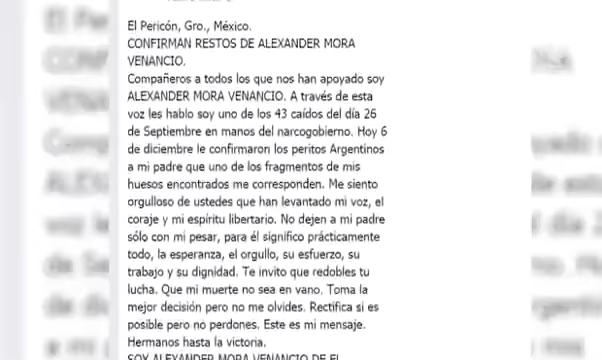 El Pericón, Gro., México.
CONFIRMAN RESTOS DE ALEXANDER MORA
VENANCIO.
Compañeros a todos los que nos han apoyado soy
ALEXANDER MORA VENANCIO. A través de esta
voz les hablo soy uno de los 43 caídos del día 26
de Septiembre en manos del narcogobierno. Hoy 6
de diciembre le confirmaron los peritos Argentinos
a mi padre que uno de los fragmentos de mis
huesos encontrados me corresponden. Me siento
orgulloso de ustedes que han levantado mi voz, el
coraje y mi espíritu libertario. No dejen a mi padre
sólo con mi pesar, para él significo prácticamente
todo, la esperanza, el orgullo, su esfuerzo, su
trabajo y su dignidad. Te invito que redobles tu
lucha. Que mi muerte no sea en vano. Toma la
mejor decisión pero no me olvides. Rectifica si es
posible pero no perdones. Este es mi mensaje.
Hermanos hasta la victoria.
SOY ALEXANDER MORA VENANCIO DE EL